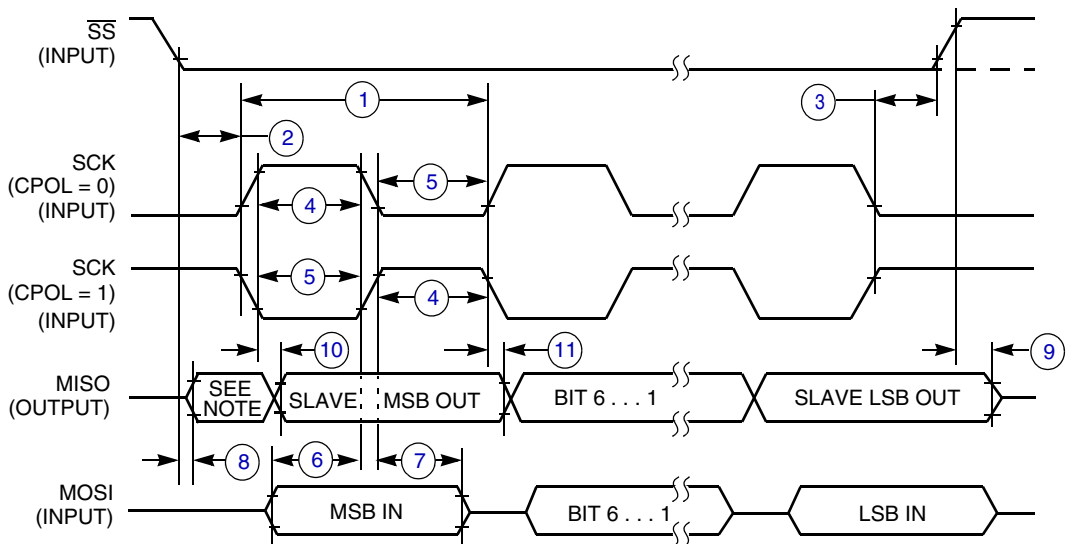 SS
(INPUT)
1
3
2
SCK
(CPOL = 0)
(INPUT)
5
4
SCK
(CPOL = 1)
(INPUT)
5
4
10
11
9
MISO
(OUTPUT)
SEE
NOTE
SLAVE
MSB OUT
BIT 6 . . . 1
SLAVE LSB OUT
8
6
7
MOSI
(INPUT)
MSB IN
BIT 6 . . . 1
LSB IN